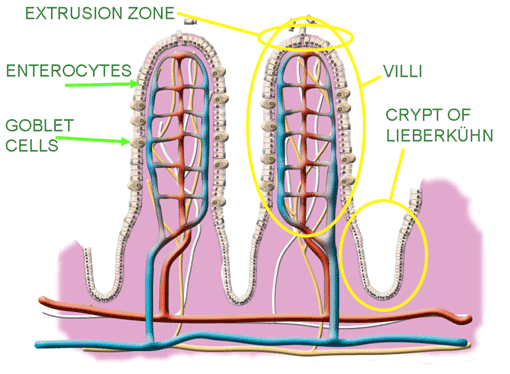 EXTRUSION ZONE
ENTEROCYTES
VILLI
GOBLET
CELLS
CRYPT OF
LIEBERKÜHN